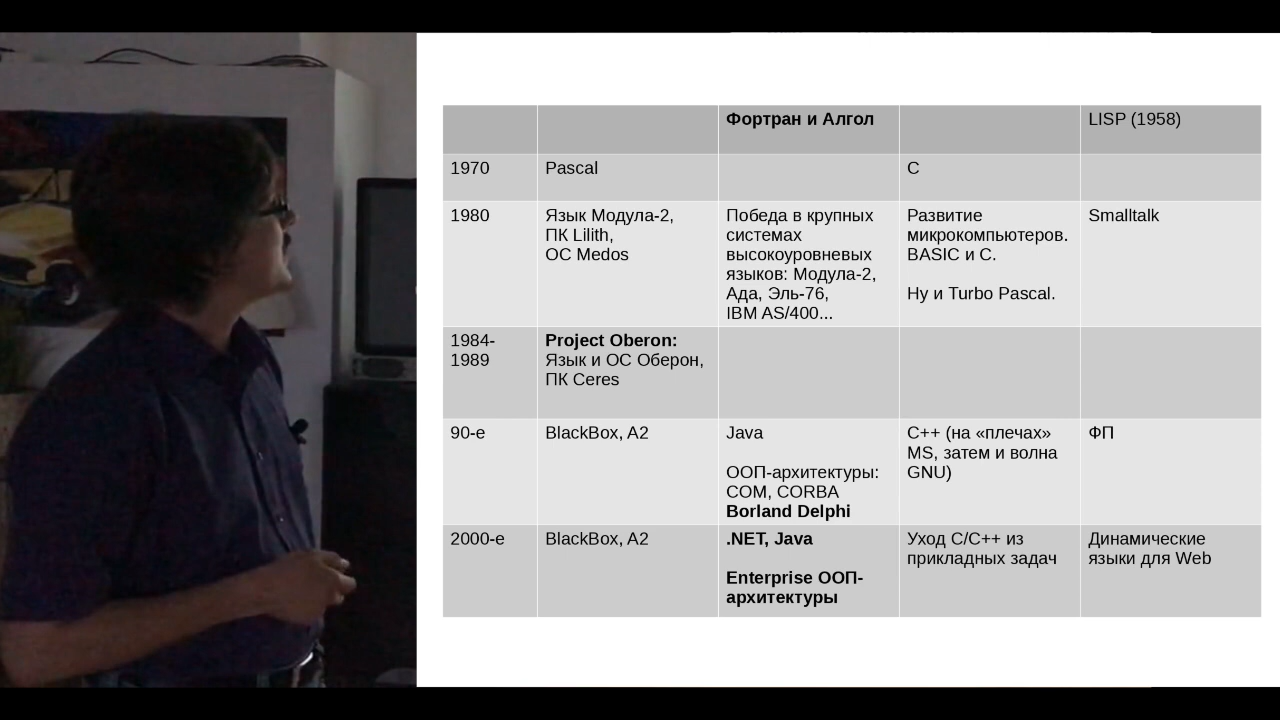 Фортран и Алгол
LISP (1958)
1970
Pascal
C
1980
Язык Модула-2,
ПК Lilith,
ОС Medos
Победа в крупных
системах
высокоуровневых
языков: Модула-2,
Ада, Эль-76,
IBM AS/400...
Развитие
микрокомпьютеров.
BASIC и C.
Ну и Turbo Pascal.
Smalltalk
1984-
1989
Project Oberon:
Язык и ОС Оберон,
ПК Ceres
90-е
BlackBox, A2
Java
ООП-архитектуры:
COM, CORBA
Borland Delphi
C++ (на «плечах»
MS, затем и волна
GNU)
ФП
2000-е
BlackBox, A2
.NET, Java
Enterprise ООП-
архитектуры
Уход C/C++ из
прикладных задач
Динамические
языки для Web